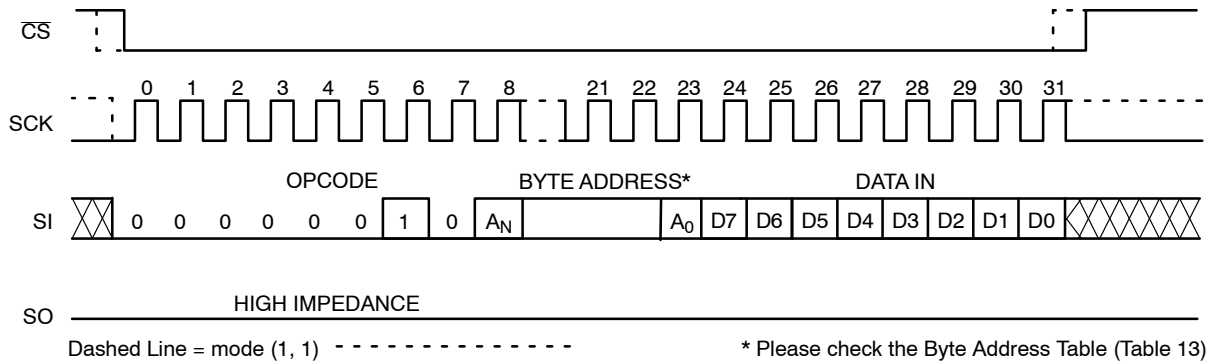 CS
0 1 2 3 4 5 6 7 8 21 22 23 24 25 26 27 28 29 30 31
SCK
OPCODE BYTE ADDRESS* DATA IN
SI 0 0 0 0 0 0 1 0 AN A0 D7 D6 D5 D4 D3 D2 D1 D0
HIGH IMPEDANCE
SO
Dashed Line = mode (1, 1) * Please check the Byte Address Table (Table 13)